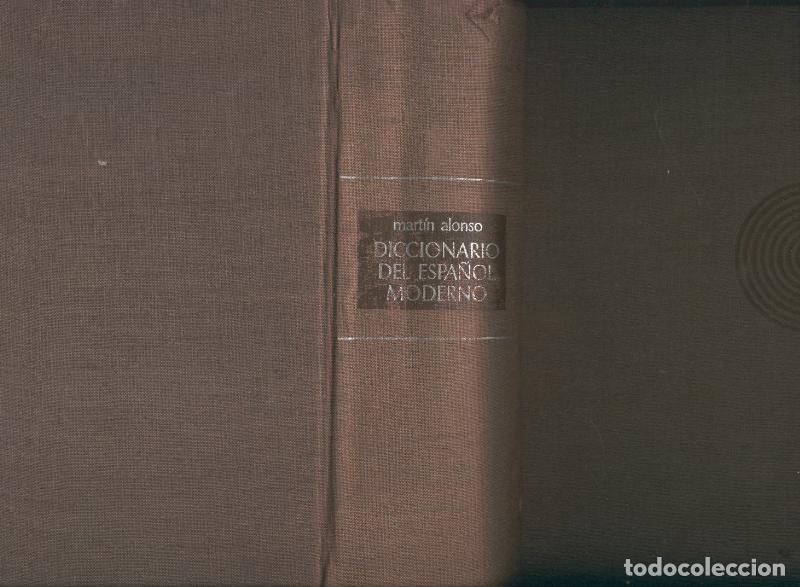 martín alonso
DICCIONARIO
DEL ESPAÑOL
MODERNO
todocoleccion